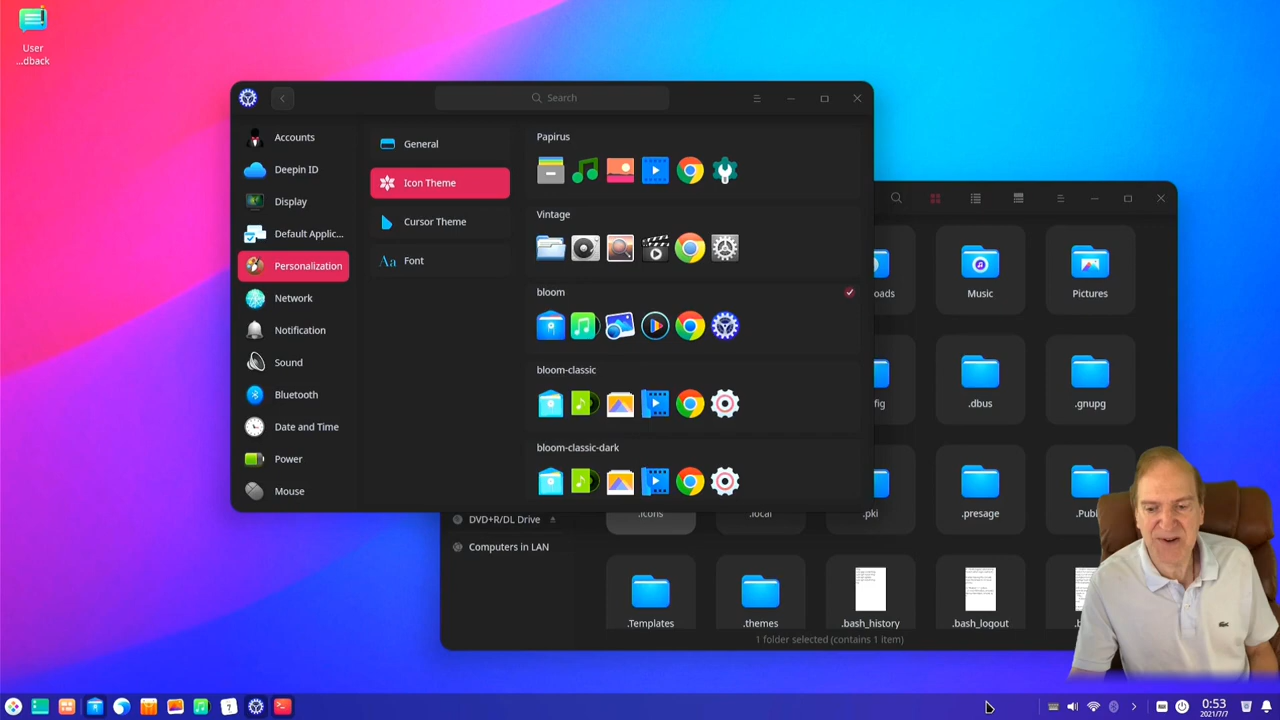 User
...dback
Search
Accounts
Deepin ID
Display
Default Applic...
Personalization
Network
Notification
Sound
Bluetooth
Date and Time
Power
Mouse
General
Icon Theme
Cursor Theme
Aa Font
Papirus
Vintage
bloom
bloom-classic
bloom-classic-dark
oads
Music
Pictures
fig
.dbus
.gnupg
.icons
.local
.pki
.presage
.Publ
DVD+R/DL Drive
Computers in LAN
.Templates
.themes
.bash_history
.bash_logout
.b
1 folder selected (contains 1 item)
7
0:53
2021/7/7